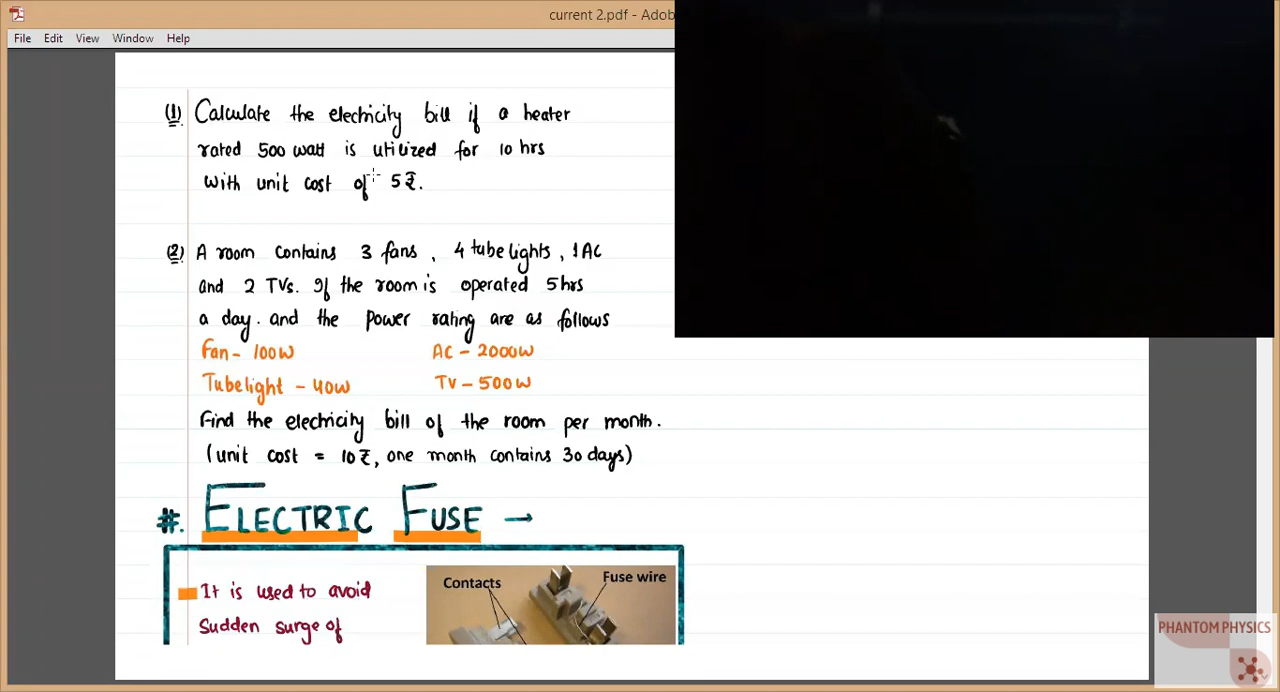 current 2.pdf - Adob
File Edit View Window Help
(1) Calculate the electricity bill if a heater
rated 500 watt is utilized for 10 hrs
with unit cost of 5₹.
(2) A room contains 3 fans, 4 tube lights, 1 AC
and 2 TVs. If the room is operated 5 hrs
a day. and the power rating are as follows
Fan - 100W AC - 2000W
Tubelight - 40W TV - 500W
Find the electricity bill of the room per month.
(unit cost = 10₹, one month contains 30 days)
#. ELECTRIC FUSE →
It is used to avoid
Sudden surge of
Contacts
Fuse wire
PHANTOM PHYSICS